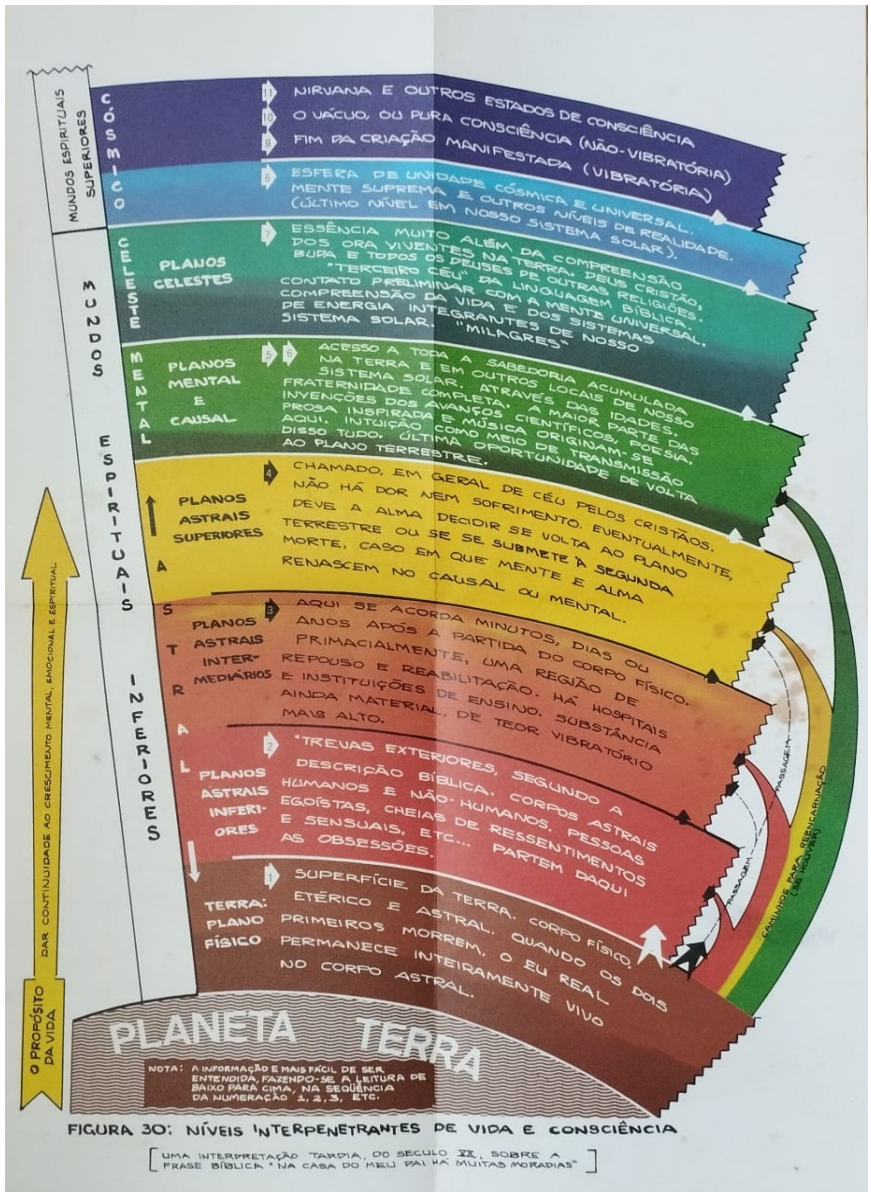 MUNDOS ESPIRITUAIS
SUPERIORES
CÓSMICO
11 NIRVANA E OUTROS ESTADOS DE CONSCIÊNCIA
10 O VÁCUO, OU PURA CONSCIÊNCIA (NÃO-VIBRATÓRIA)
9 FIM DA CRIAÇÃO MANIFESTADA (VIBRATÓRIA)
8 ESFERA DE UNIDADE CÓSMICA E UNIVERSAL.
MENTE SUPREMA E OUTROS NÍVEIS DE REALIDADE.
(ÚLTIMO NÍVEL EM NOSSO SISTEMA SOLAR).
MUNDOS ESPIRITUAIS INFERIORES
CELESTE
PLANOS
CELESTES
7 ESSÊNCIA MUITO ALÉM DA COMPREENSÃO
DOS ORA VIVENTES NA TERRA. DEUS CRISTÃO,
BUDA E TODOS OS DEUSES DE OUTRAS RELIGIÕES.
"TERCEIRO CÉU" DA LINGUAGEM BÍBLICA.
CONTATO PRELIMINAR COM A MENTE UNIVERSAL,
COMPREENSÃO DA VIDA E DOS SISTEMAS
DE ENERGIA INTEGRANTES DE NOSSO
SISTEMA SOLAR. "MILAGRES"
MENTAL
PLANOS
MENTAL
E
CAUSAL
5 6 ACESSO A TODA A SABEDORIA ACUMULADA
NA TERRA E EM OUTROS LOCAIS DE NOSSO
SISTEMA SOLAR, ATRAVÉS DAS IDADES.
FRATERNIDADE COMPLETA. A MAIOR PARTE DAS
INVENÇÕES DOS AVANÇOS CIENTÍFICOS, POESIA,
PROSA INSPIRADA E MÚSICA ORIGINAM-SE
AQUI. INTUIÇÃO COMO MEIO DE TRANSMISSÃO
DISSO TUDO. ÚLTIMA OPORTUNIDADE DE VOLTA
AO PLANO TERRESTRE.
ASTRAL
PLANOS
ASTRAIS
SUPERIORES
4 CHAMADO, EM GERAL DE CÉU PELOS CRISTÃOS.
NÃO HÁ DOR NEM SOFRIMENTO. EVENTUALMENTE,
DEVE A ALMA DECIDIR SE VOLTA AO PLANO
TERRESTRE OU SE SE SUBMETE À SEGUNDA
MORTE, CASO EM QUE MENTE E ALMA
RENASCEM NO CAUSAL OU MENTAL.
PLANOS
ASTRAIS
INTER-
MEDIÁRIOS
3 AQUI SE ACORDA MINUTOS, DIAS OU
ANOS APÓS A PARTIDA DO CORPO FÍSICO.
PRIMACIALMENTE, UMA REGIÃO DE
REPOUSO E REABILITAÇÃO. HÁ HOSPITAIS
E INSTITUIÇÕES DE ENSINO. SUBSTÂNCIA
AINDA MATERIAL, DE TEOR VIBRATÓRIO
MAIS ALTO.
PLANOS
ASTRAIS
INFERI-
ORES
2 "TREVAS EXTERIORES, SEGUNDO A
DESCRIÇÃO BÍBLICA. CORPOS ASTRAIS
HUMANOS E NÃO-HUMANOS. PESSOAS
EGOÍSTAS, CHEIAS DE RESSENTIMENTOS
E SENSUAIS, ETC... PARTEM DAQUI
AS OBSESSÕES.
TERRA:
PLANO
FÍSICO
1 SUPERFÍCIE DA TERRA. CORPO FÍSICO,
ETÉRICO E ASTRAL. QUANDO OS DOIS
PRIMEIROS MORREM, O EU REAL
PERMANECE INTEIRAMENTE VIVO
NO CORPO ASTRAL.
PASSAGEM
PASSAGEM
CAMINHOS PARA REENCARNAÇÃO
(SE HOUVER)
O PROPÓSITO
DA VIDA
DAR CONTINUIDADE AO CRESCIMENTO MENTAL, EMOCIONAL E ESPIRITUAL
PLANETA TERRA
NOTA: A INFORMAÇÃO E MAIS FÁCIL DE SER
ENTENDIDA, FAZENDO-SE A LEITURA DE
BAIXO PARA CIMA, NA SEQÜÊNCIA
DA NUMERAÇÃO 1, 2, 3, ETC.
FIGURA 30: NÍVEIS INTERPENETRANTES DE VIDA E CONSCIÊNCIA
[UMA INTERPRETAÇÃO TARDIA, DO SÉCULO XX, SOBRE A
FRASE BÍBLICA "NA CASA DO MEU PAI HÁ MUITAS MORADIAS"]